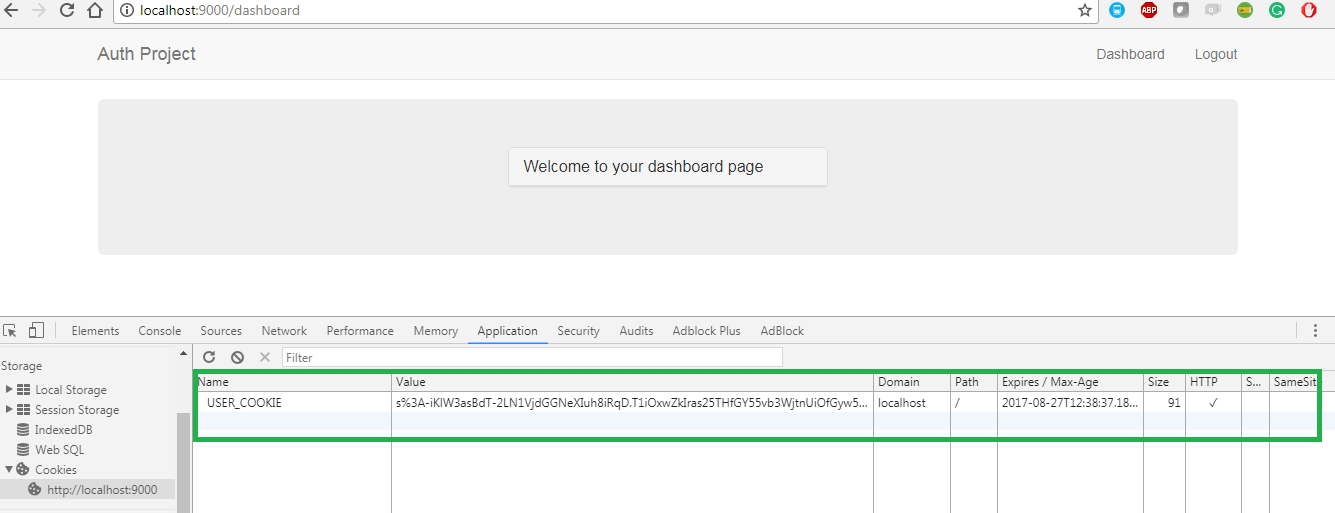 localhost:9000/dashboard
ABP
Auth Project Dashboard Logout
Welcome to your dashboard page
Elements Console Sources Network Performance Memory Application Security Audits Adblock Plus AdBlock
Storage
Filter
Name Value Domain Path Expires / Max-Age Size HTTP S... SameSite
Local Storage
USER_COOKIE s%3A-iKlW3asBdT-2LN1VjdGGNeXIuh8iRqD.T1iOxwZkIras25THfGY55vb3WjtnUiOfGyw5... localhost / 2017-08-27T12:38:37.18... 91 ✓
Session Storage
IndexedDB
Web SQL
Cookies
http://localhost:9000